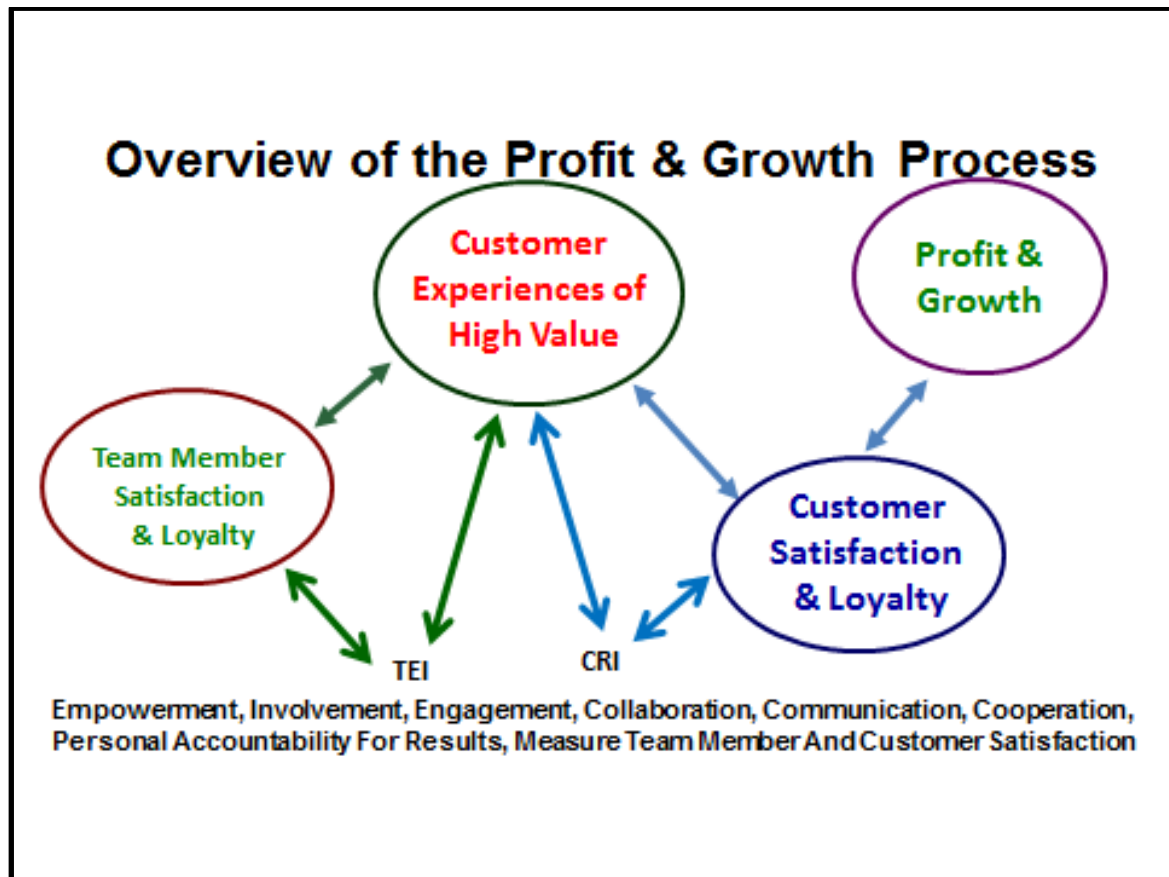 Overview of the Profit & Growth Process
Customer
Experiences of
High Value
Profit &
Growth
Team Member
Satisfaction
& Loyalty
Customer
Satisfaction
& Loyalty
TEI
CRI
Empowerment, Involvement, Engagement, Collaboration, Communication, Cooperation,
Personal Accountability For Results, Measure Team Member And Customer Satisfaction